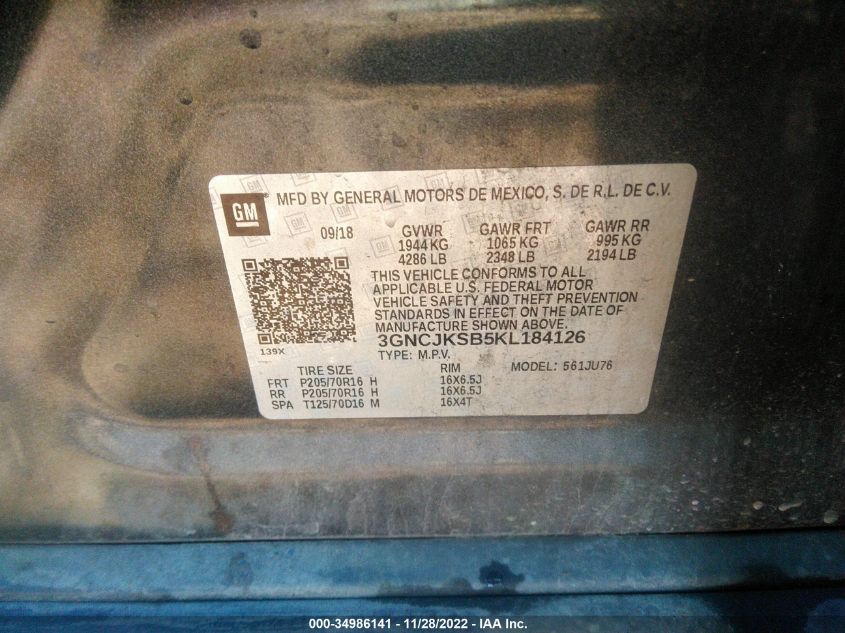 GM
MFD BY GENERAL MOTORS DE MEXICO, S. DE R.L. DE C.V.
09/18 GVWR GAWR FRT GAWR RR
1944 KG 1065 KG 995 KG
4286 LB 2348 LB 2194 LB
THIS VEHICLE CONFORMS TO ALL
APPLICABLE U.S. FEDERAL MOTOR
VEHICLE SAFETY AND THEFT PREVENTION
STANDARDS IN EFFECT ON THE DATE OF
MANUFACTURE SHOWN ABOVE.
3GNCJKSB5KL184126
139X
TYPE: M.P.V. MODEL: 561JU76
TIRE SIZE RIM
FRT P205/70R16 H 16X6.5J
RR P205/70R16 H 16X6.5J
SPA T125/70D16 M 16X4T
000-34986141 - 11/28/2022 - IAA Inc.